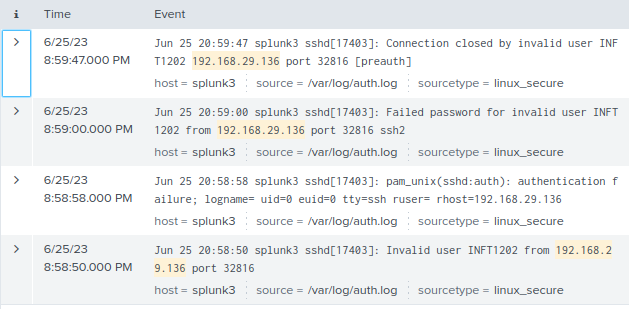 i Time Event
6/25/23 Jun 25 20:59:47 splunk3 sshd[17403]: Connection closed by invalid user INF
8:59:47.000 PM T1202 192.168.29.136 port 32816 [preauth]
host = splunk3 source = /var/log/auth.log sourcetype = linux_secure
6/25/23 Jun 25 20:59:00 splunk3 sshd[17403]: Failed password for invalid user INFT
8:59:00.000 PM 1202 from 192.168.29.136 port 32816 ssh2
host = splunk3 source = /var/log/auth.log sourcetype = linux_secure
6/25/23 Jun 25 20:58:58 splunk3 sshd[17403]: pam_unix(sshd:auth): authentication f
8:58:58.000 PM ailure; logname= uid=0 euid=0 tty=ssh ruser= rhost=192.168.29.136
host = splunk3 source = /var/log/auth.log sourcetype = linux_secure
6/25/23 Jun 25 20:58:50 splunk3 sshd[17403]: Invalid user INFT1202 from 192.168.2
8:58:50.000 PM 9.136 port 32816
host = splunk3 source = /var/log/auth.log sourcetype = linux_secure